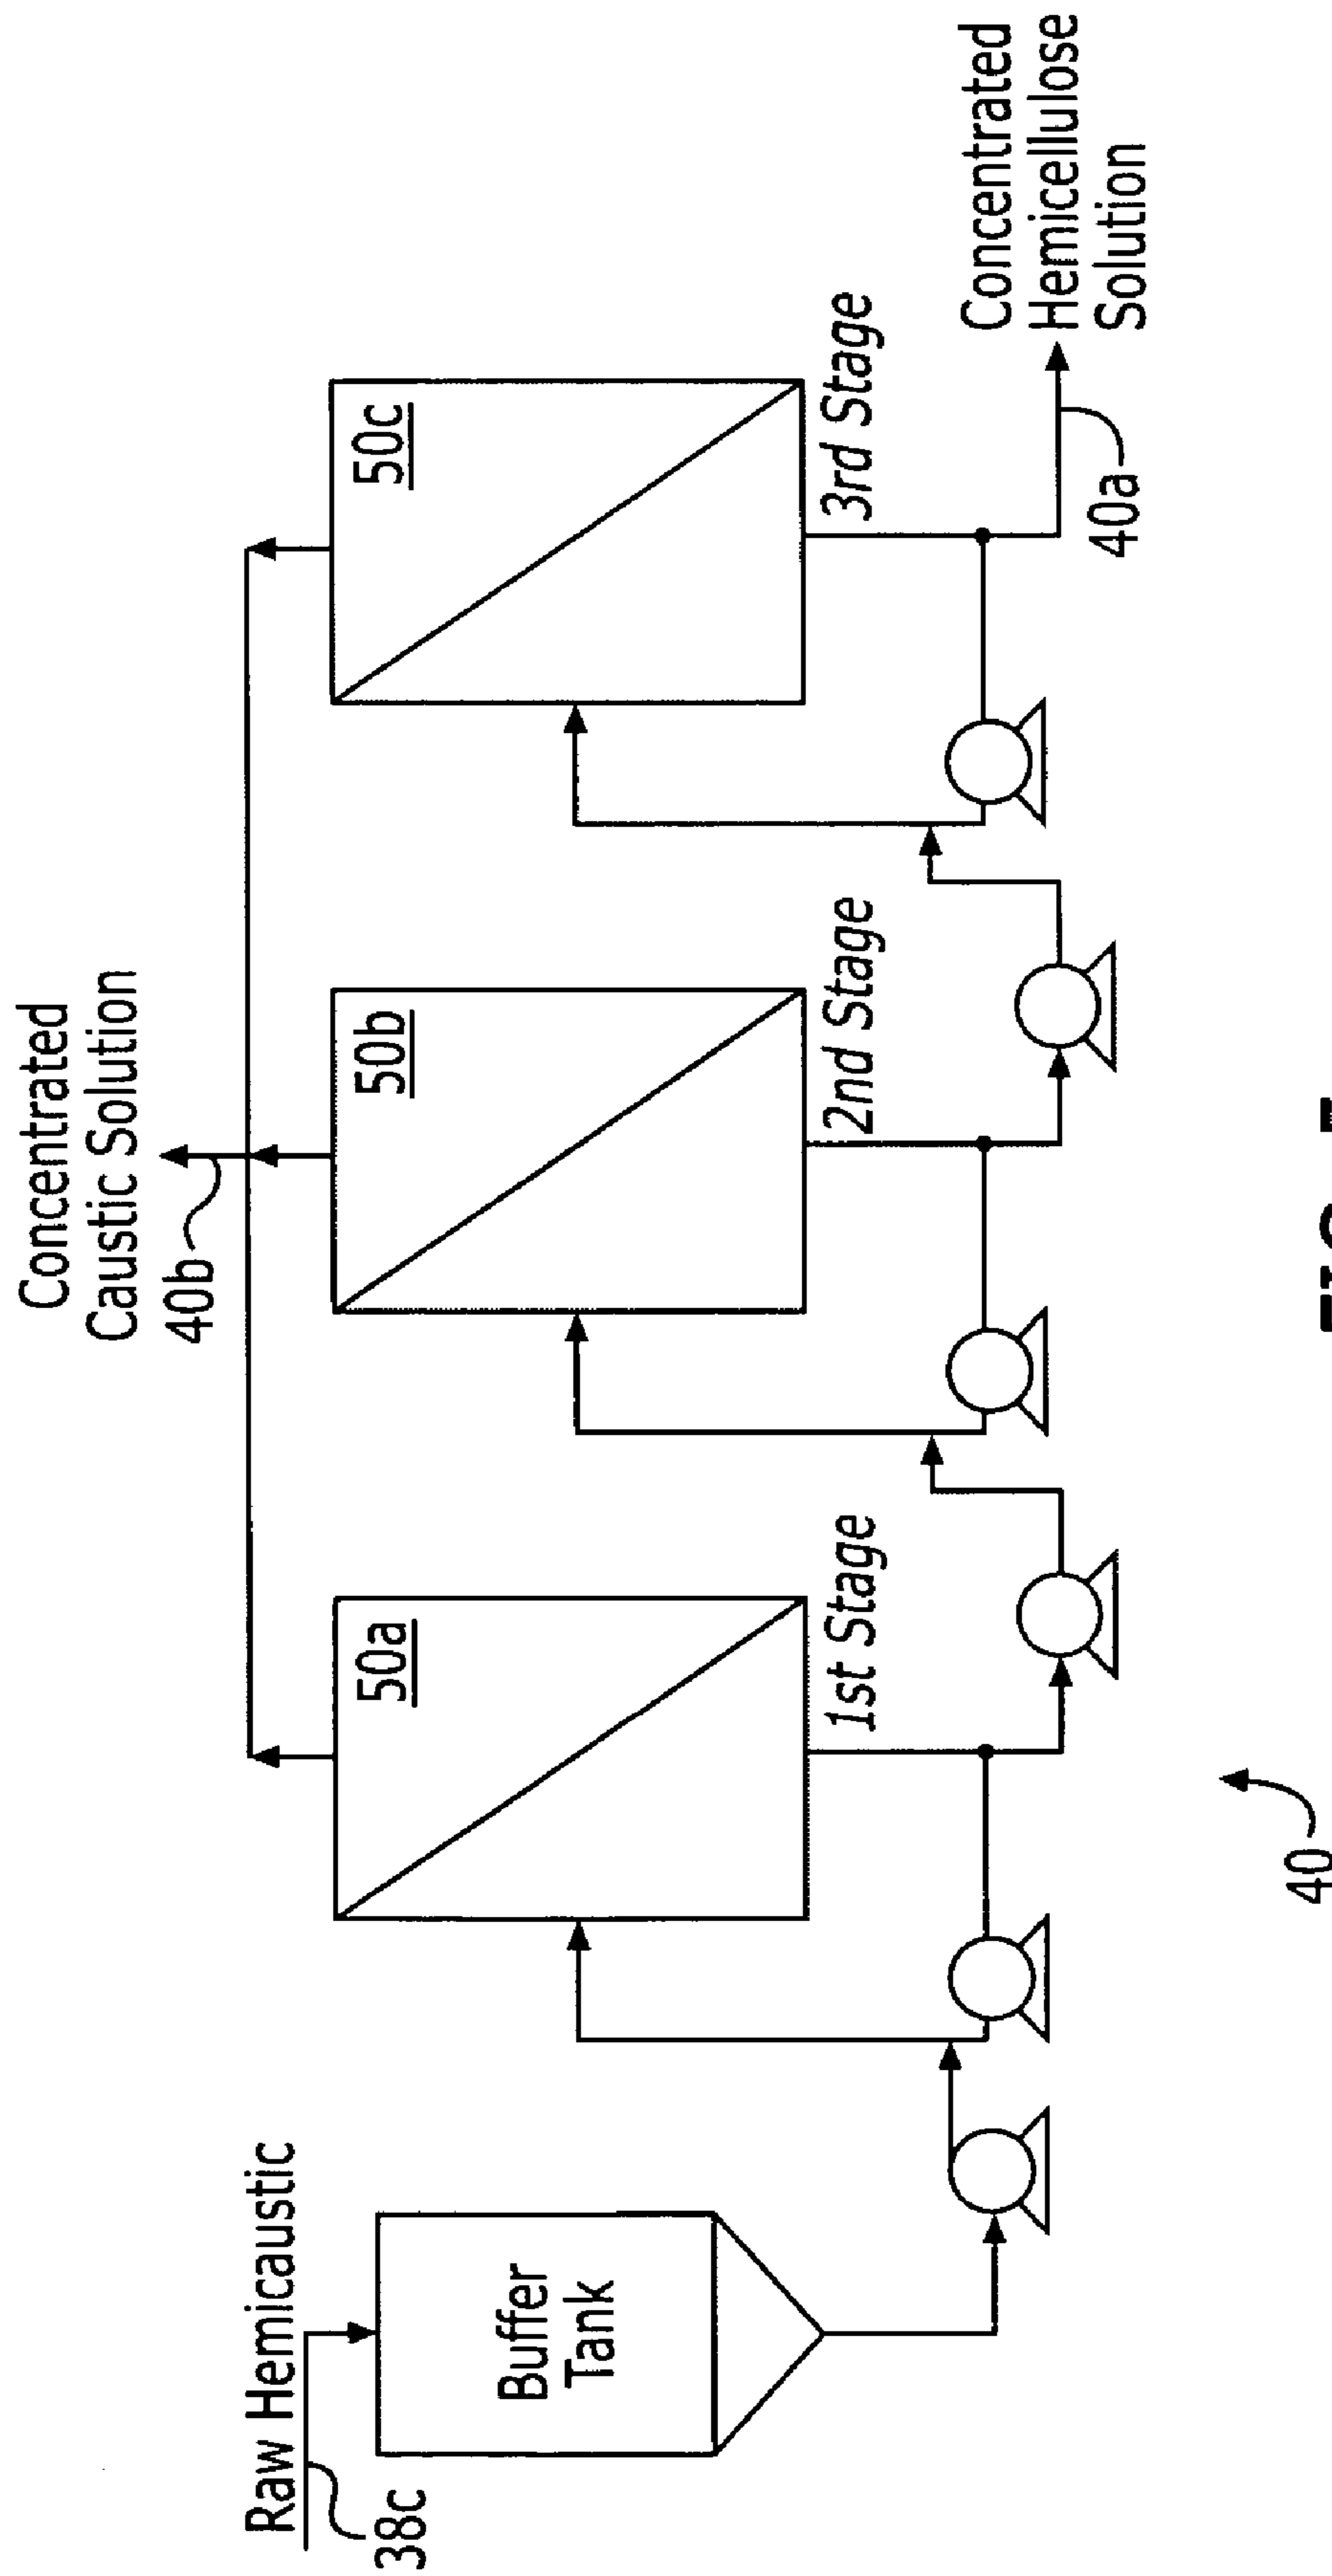 Concentrated
Caustic Solution
40b
Raw Hemicaustic
38c
Buffer
Tank
50a
1st Stage
50b
2nd Stage
50c
3rd Stage
Concentrated
Hemicellulose
Solution
40a
40